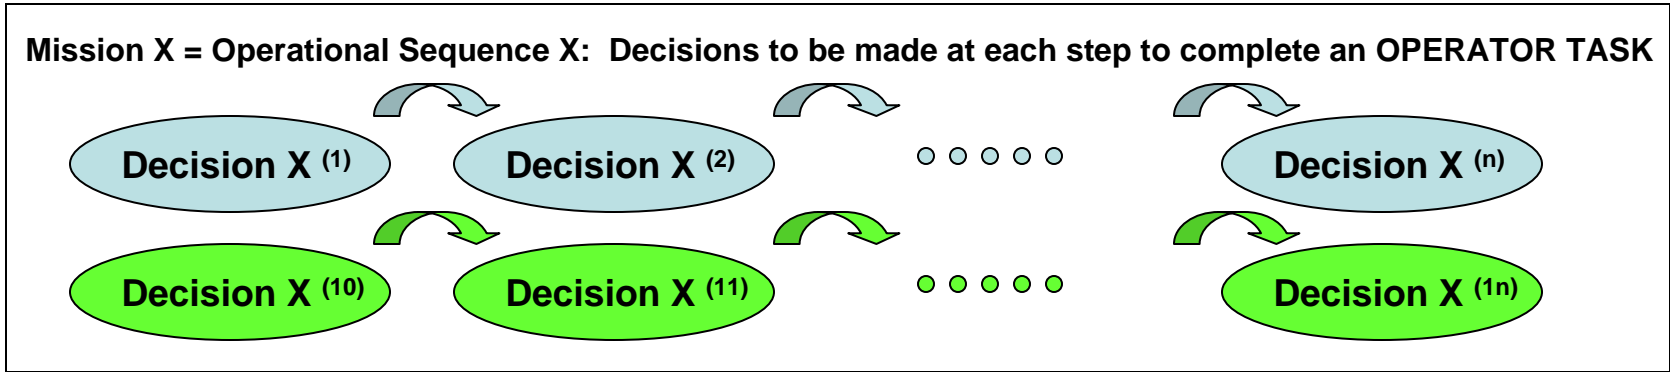 Mission X = Operational Sequence X:  Decisions to be made at each step to complete an OPERATOR TASK
Decision X (1) Decision X (2) Decision X (n)
Decision X (10) Decision X (11) Decision X (1n)